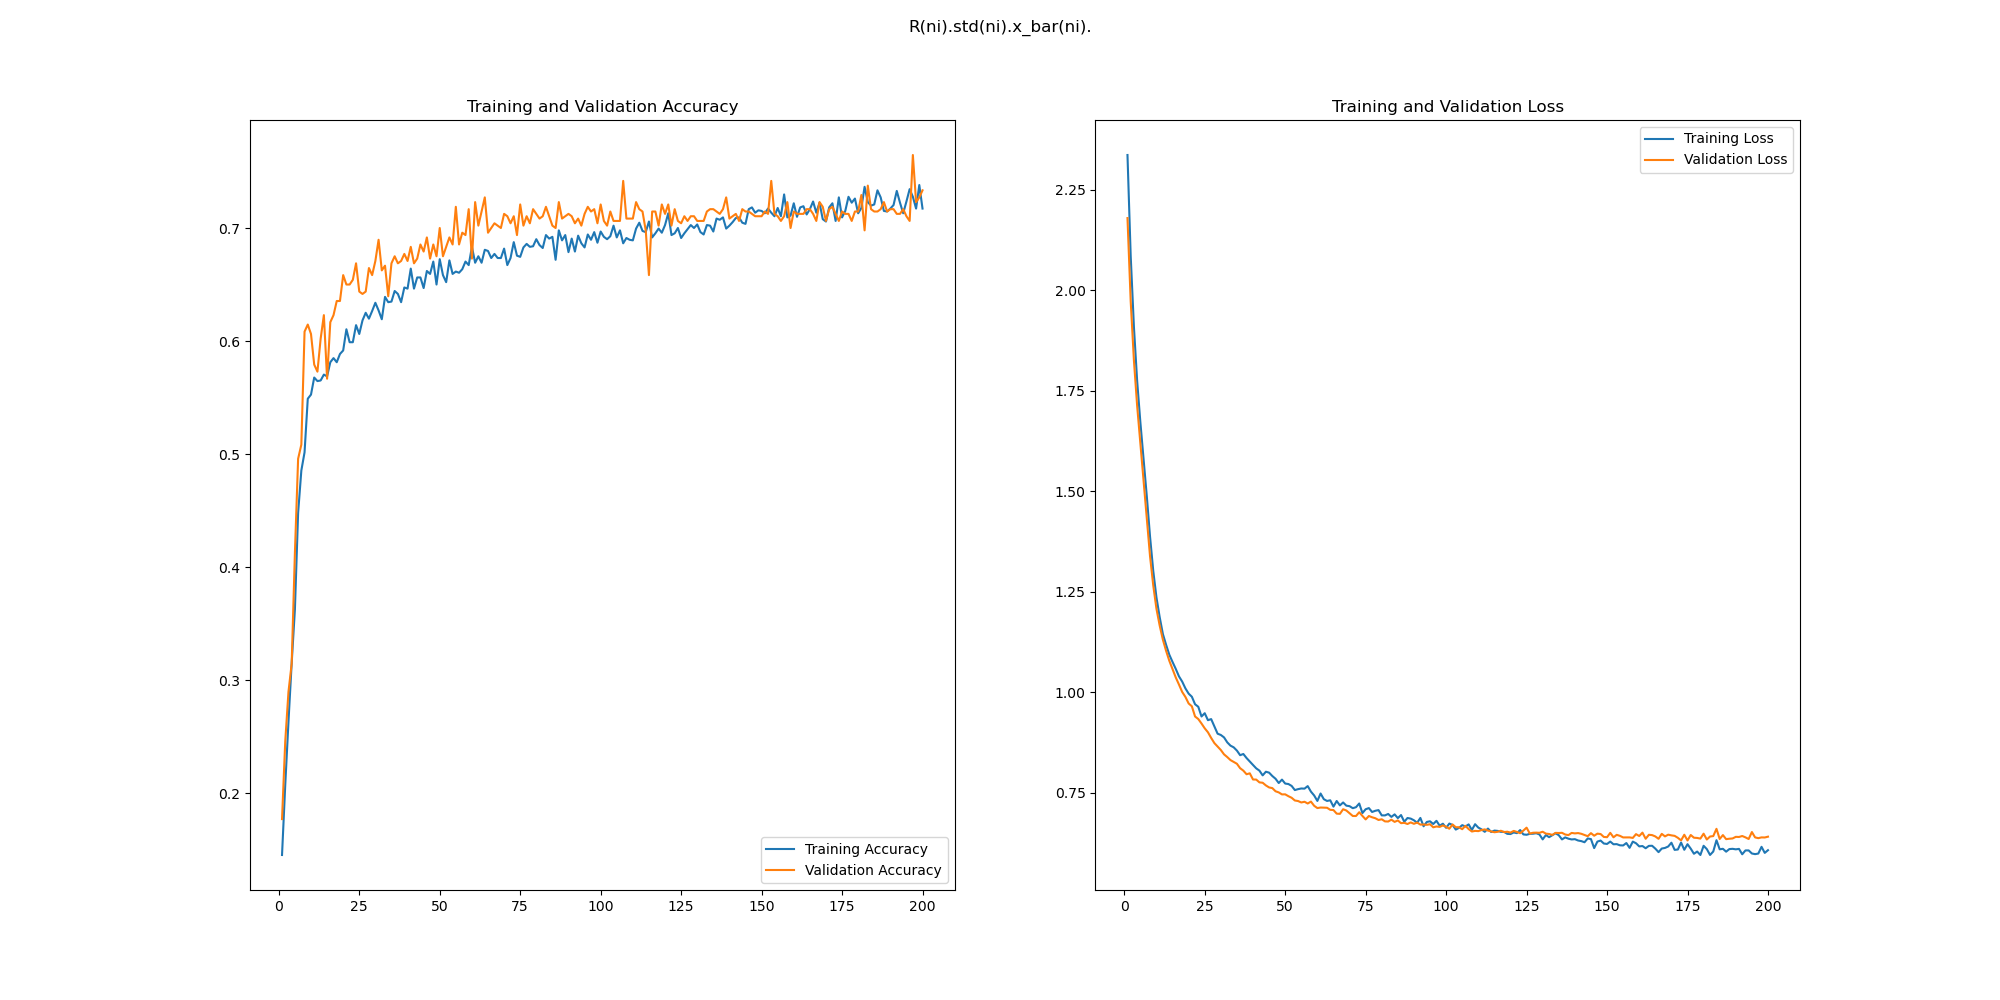 R(ni).std(ni).x_bar(ni).
Training and Validation Accuracy
0.7
0.6
0.5
0.4
0.3
0.2
0 25 50 75 100 125 150 175 200
Training Accuracy
Validation Accuracy
Training and Validation Loss
2.25
2.00
1.75
1.50
1.25
1.00
0.75
0 25 50 75 100 125 150 175 200
Training Loss
Validation Loss